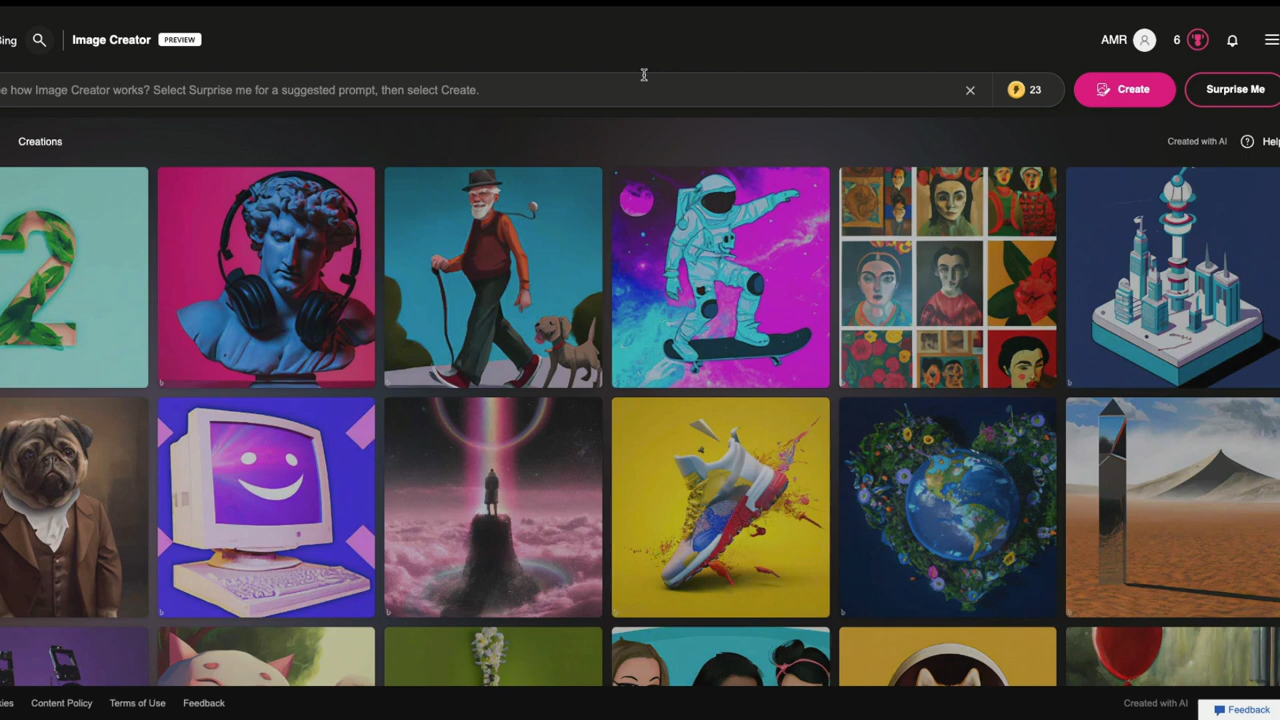 ing
Image Creator
PREVIEW
AMR
6
e how Image Creator works? Select Surprise me for a suggested prompt, then select Create.
23
Create
Surprise Me
Creations
Created with AI
Help
2
kies
Content Policy
Terms of Use
Feedback
Created with AI
Feedback